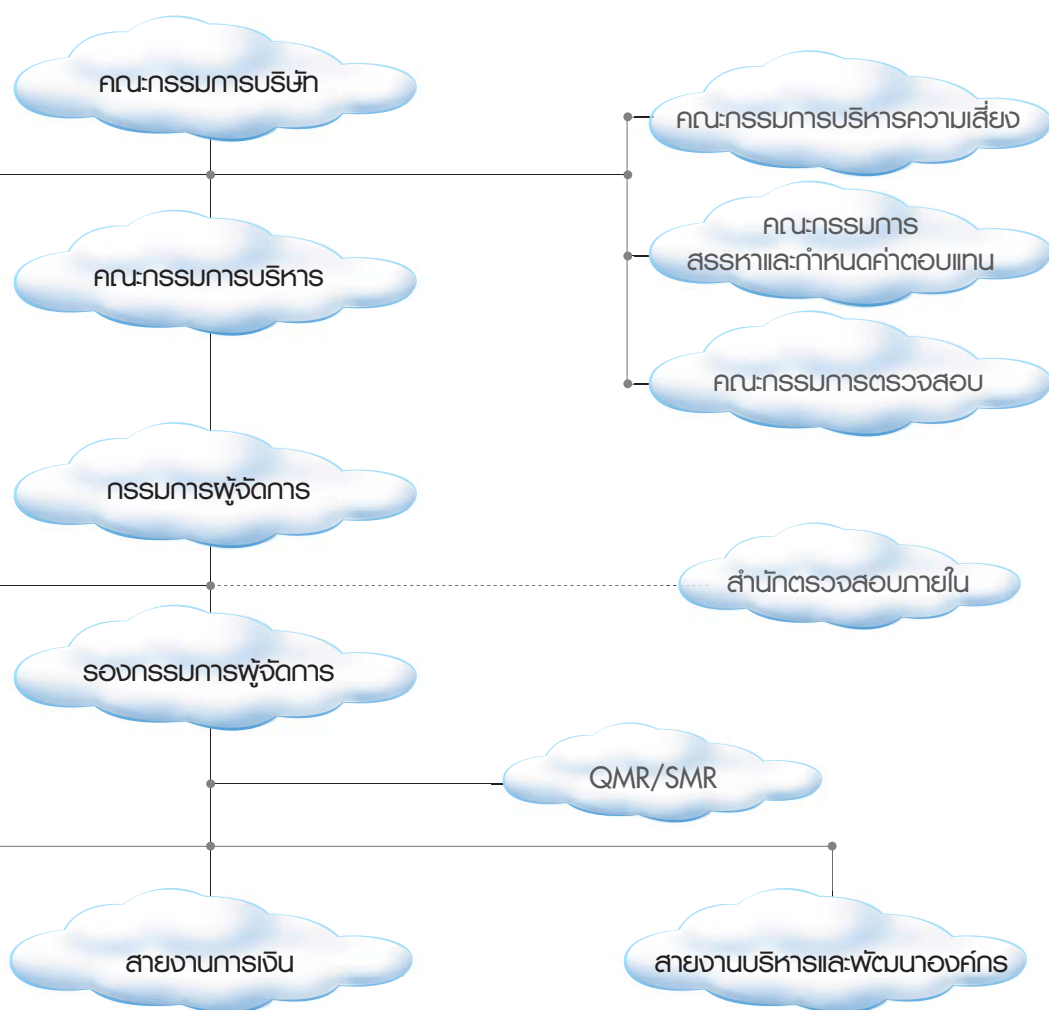 คณะกรรมการบริษัท
คณะกรรมการบริหารความเสี่ยง
คณะกรรมการ
สรรหาและกำหนดค่าตอบแทน
คณะกรรมการบริหาร
คณะกรรมการตรวจสอบ
กรรมการผู้จัดการ
สำนักตรวจสอบภายใน
รองกรรมการผู้จัดการ
QMR/SMR
สายงานการเงิน
สายงานบริหารและพัฒนาองค์กร